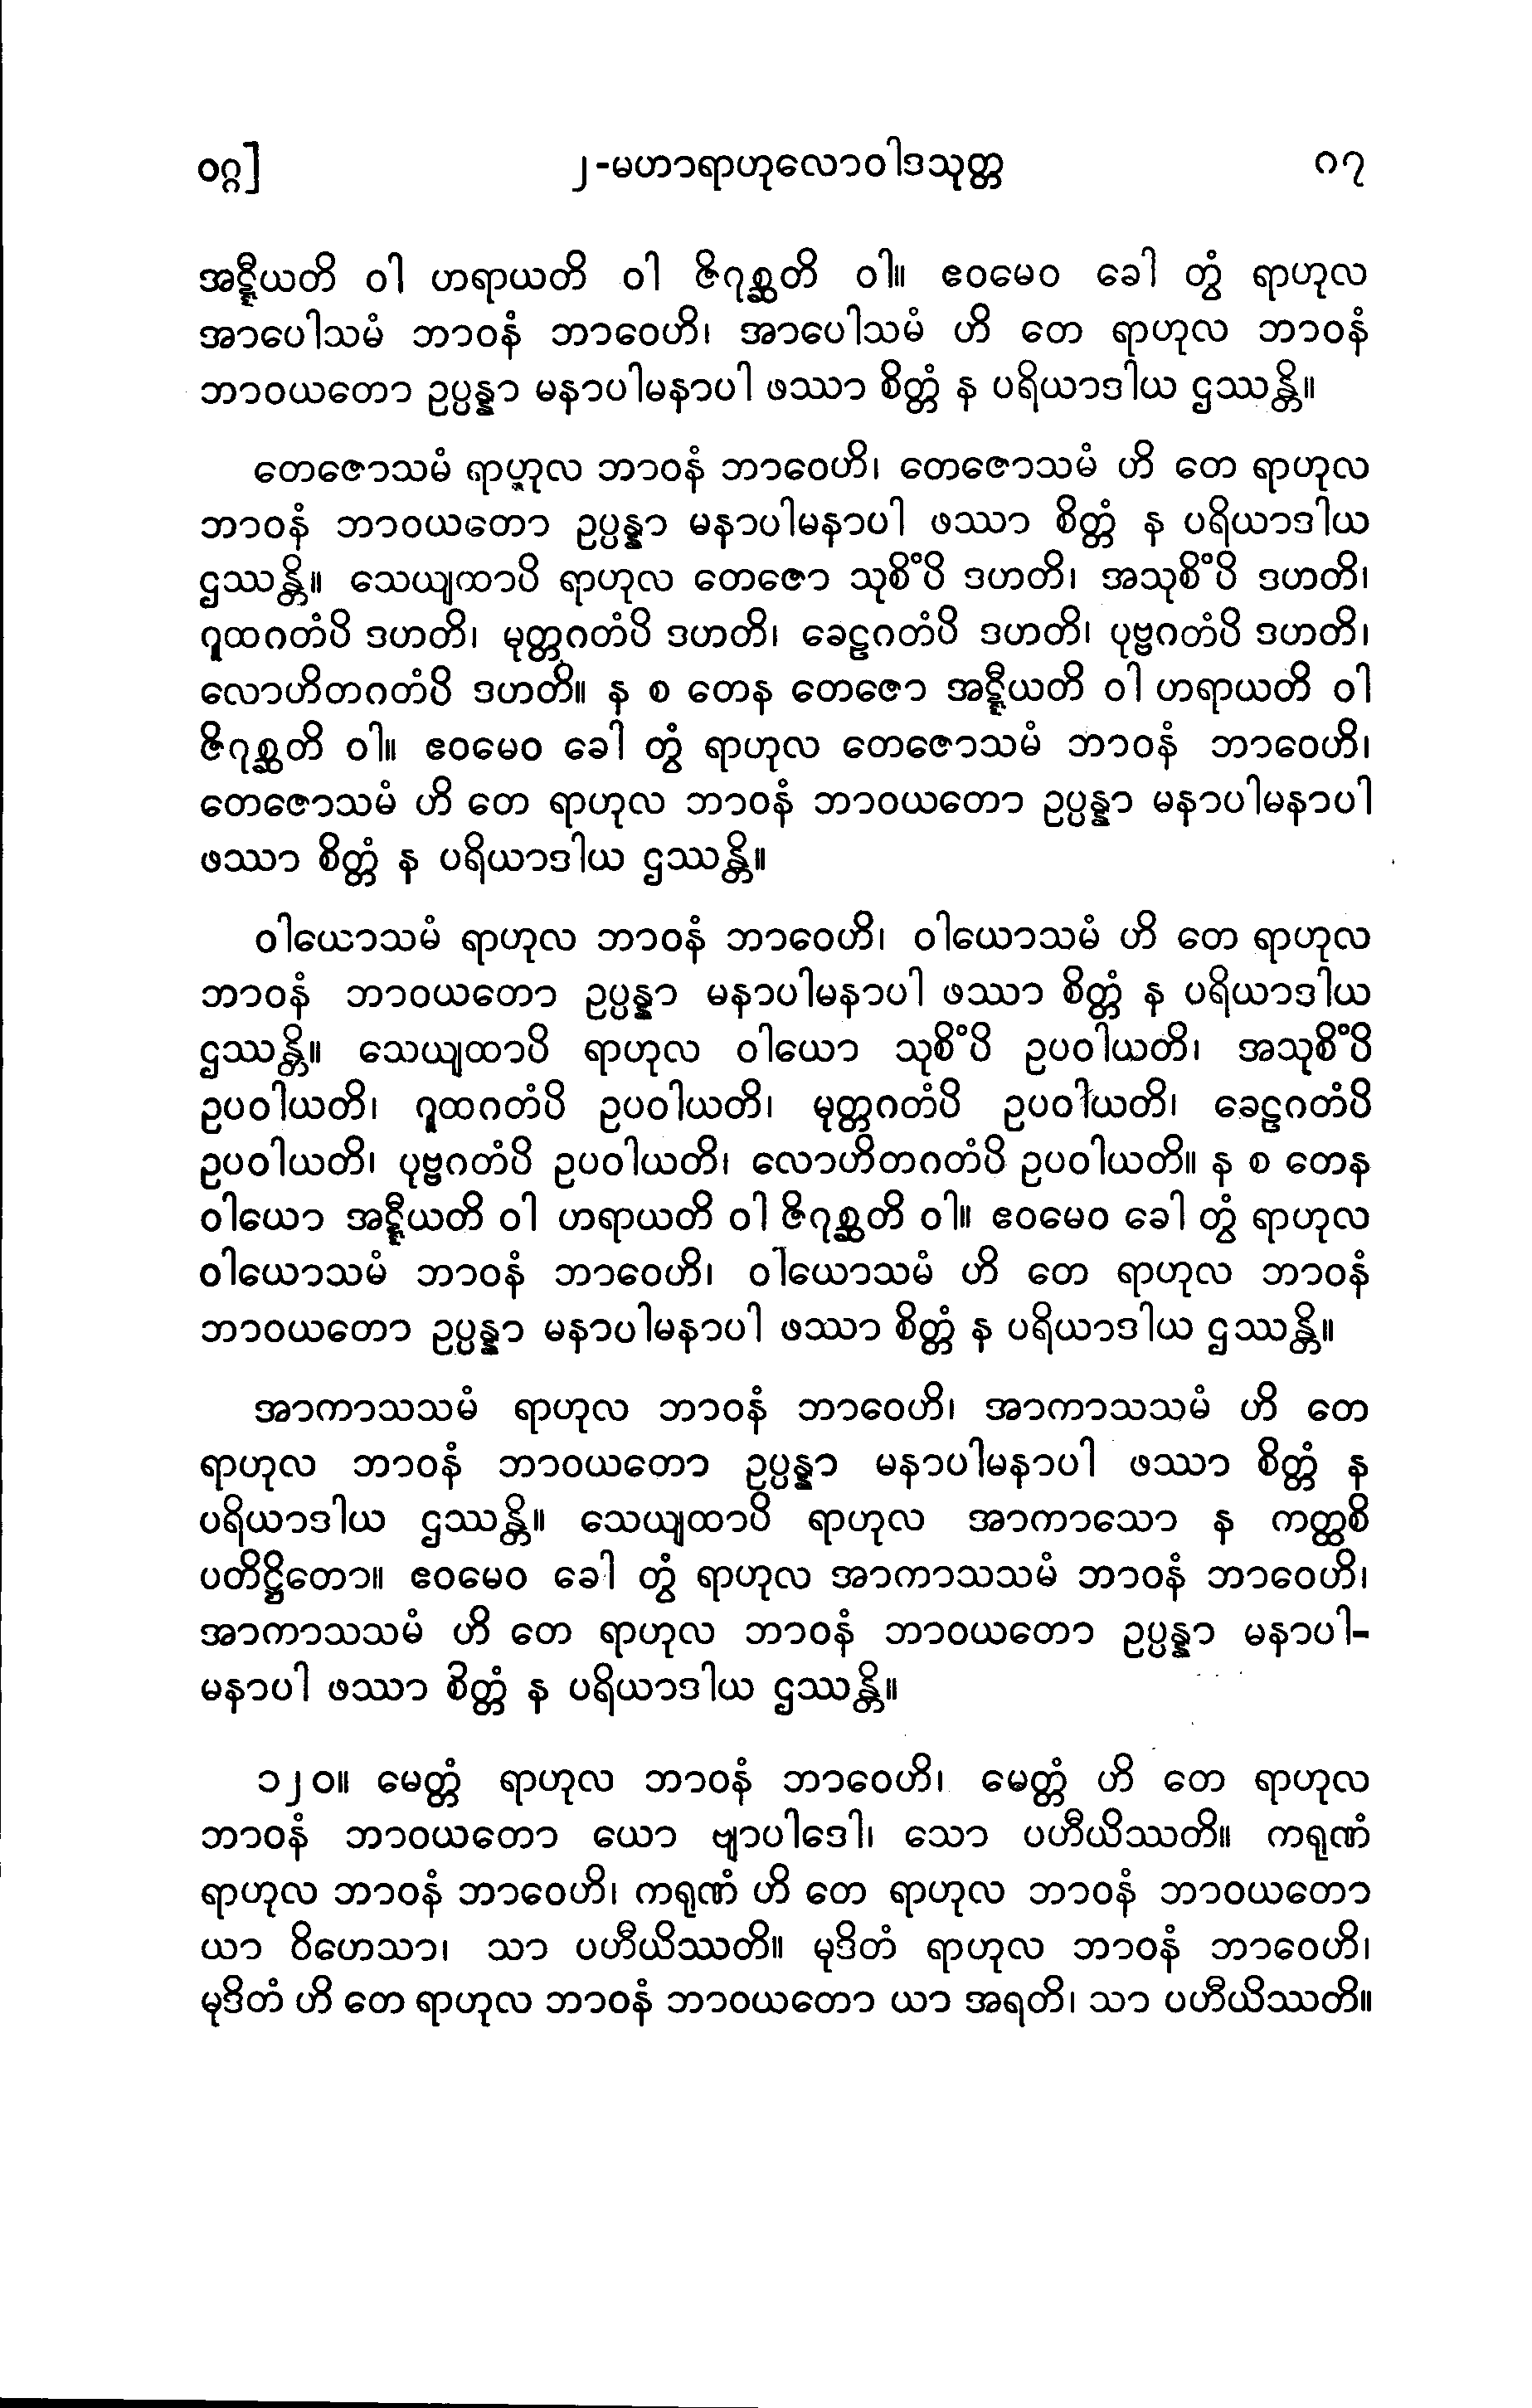 ဝဂ္ဂ]
၂-မဟာရာဟုလောဝါဒသုတ္တ
၈၇
အဋ္ဋီယတိ ဝါ ဟရာယတိ ဝါ ဇိဂုစ္ဆတိ ဝါ။ ဧဝမေဝ ခေါ တွံ ရာဟုလ
အာပေါသမံ ဘာဝနံ ဘာဝေဟိ၊ အာပေါသမံ ဟိ တေ ရာဟုလ ဘာဝနံ
ဘာဝယတော ဥပ္ပန္နာ မနာပါမနာပါ ဖဿာ စိတ္တံ န ပရိယာဒါယ ဌဿန္တိ။
တေဇောသမံ ရာဟုလ ဘာဝနံ ဘာဝေဟိ၊ တေဇောသမံ ဟိ တေ ရာဟုလ
ဘာဝနံ ဘာဝယတော ဥပ္ပန္နာ မနာပါမနာပါ ဖဿာ စိတ္တံ န ပရိယာဒါယ
ဌဿန္တိ။ သေယျထာပိ ရာဟုလ တေဇော သုစိံပိ ဒဟတိ၊ အသုစိံပိ ဒဟတိ၊
ဂူထဂတံပိ ဒဟတိ၊ မုတ္တဂတံပိ ဒဟတိ၊ ခေဠဂတံပိ ဒဟတိ၊ ပုဗ္ဗဂတံပိ ဒဟတိ၊
လောဟိတဂတံပိ ဒဟတိ။ န စ တေန တေဇော အဋ္ဋီယတိ ဝါ ဟရာယတိ ဝါ
ဇိဂုစ္ဆတိ ဝါ။ ဧဝမေဝ ခေါ တွံ ရာဟုလ တေဇောသမံ ဘာဝနံ ဘာဝေဟိ၊
တေဇောသမံ ဟိ တေ ရာဟုလ ဘာဝနံ ဘာဝယတော ဥပ္ပန္နာ မနာပါမနာပါ
ဖဿာ စိတ္တံ န ပရိယာဒါယ ဌဿန္တိ။
ဝါယောသမံ ရာဟုလ ဘာဝနံ ဘာဝေဟိ၊ ဝါယောသမံ ဟိ တေ ရာဟုလ
ဘာဝနံ ဘာဝယတော ဥပ္ပန္နာ မနာပါမနာပါ ဖဿာ စိတ္တံ န ပရိယာဒါယ
ဌဿန္တိ။ သေယျထာပိ ရာဟုလ ဝါယော သုစိံပိ ဥပဝါယတိ၊ အသုစိံပိ
ဥပဝါယတိ၊ ဂူထဂတံပိ ဥပဝါယတိ၊ မုတ္တဂတံပိ ဥပဝါယတိ၊ ခေဠဂတံပိ
ဥပဝါယတိ၊ ပုဗ္ဗဂတံပိ ဥပဝါယတိ၊ လောဟိတဂတံပိ ဥပဝါယတိ။ န စ တေန
ဝါယော အဋ္ဋီယတိ ဝါ ဟရာယတိ ဝါ ဇိဂုစ္ဆတိ ဝါ။ ဧဝမေဝ ခေါ တွံ ရာဟုလ
ဝါယောသမံ ဘာဝနံ ဘာဝေဟိ၊ ဝါယောသမံ ဟိ တေ ရာဟုလ ဘာဝနံ
ဘာဝယတော ဥပ္ပန္နာ မနာပါမနာပါ ဖဿာ စိတ္တံ န ပရိယာဒါယ ဌဿန္တိ။
အာကာသသမံ ရာဟုလ ဘာဝနံ ဘာဝေဟိ၊ အာကာသသမံ ဟိ တေ
ရာဟုလ ဘာဝနံ ဘာဝယတော ဥပ္ပန္နာ မနာပါမနာပါ ဖဿာ စိတ္တံ န
ပရိယာဒါယ ဌဿန္တိ။ သေယျထာပိ ရာဟုလ အာကာသော န ကတ္ထစိ
ပတိဋ္ဌိတော။ ဧဝမေဝ ခေါ တွံ ရာဟုလ အာကာသသမံ ဘာဝနံ ဘာဝေဟိ၊
အာကာသသမံ ဟိ တေ ရာဟုလ ဘာဝနံ ဘာဝယတော ဥပ္ပန္နာ မနာပါ-
မနာပါ ဖဿာ စိတ္တံ န ပရိယာဒါယ ဌဿန္တိ။
၁၂၀။ မေတ္တံ ရာဟုလ ဘာဝနံ ဘာဝေဟိ၊ မေတ္တံ ဟိ တေ ရာဟုလ
ဘာဝနံ ဘာဝယတော ယော ဗျာပါဒေါ၊ သော ပဟီယိဿတိ။ ကရုဏံ
ရာဟုလ ဘာဝနံ ဘာဝေဟိ၊ ကရုဏံ ဟိ တေ ရာဟုလ ဘာဝနံ ဘာဝယတော
ယာ ဝိဟေသာ၊ သာ ပဟီယိဿတိ။ မုဒိတံ ရာဟုလ ဘာဝနံ ဘာဝေဟိ၊
မုဒိတံ ဟိ တေ ရာဟုလ ဘာဝနံ ဘာဝယတော ယာ အရတိ၊ သာ ပဟီယိဿတိ။